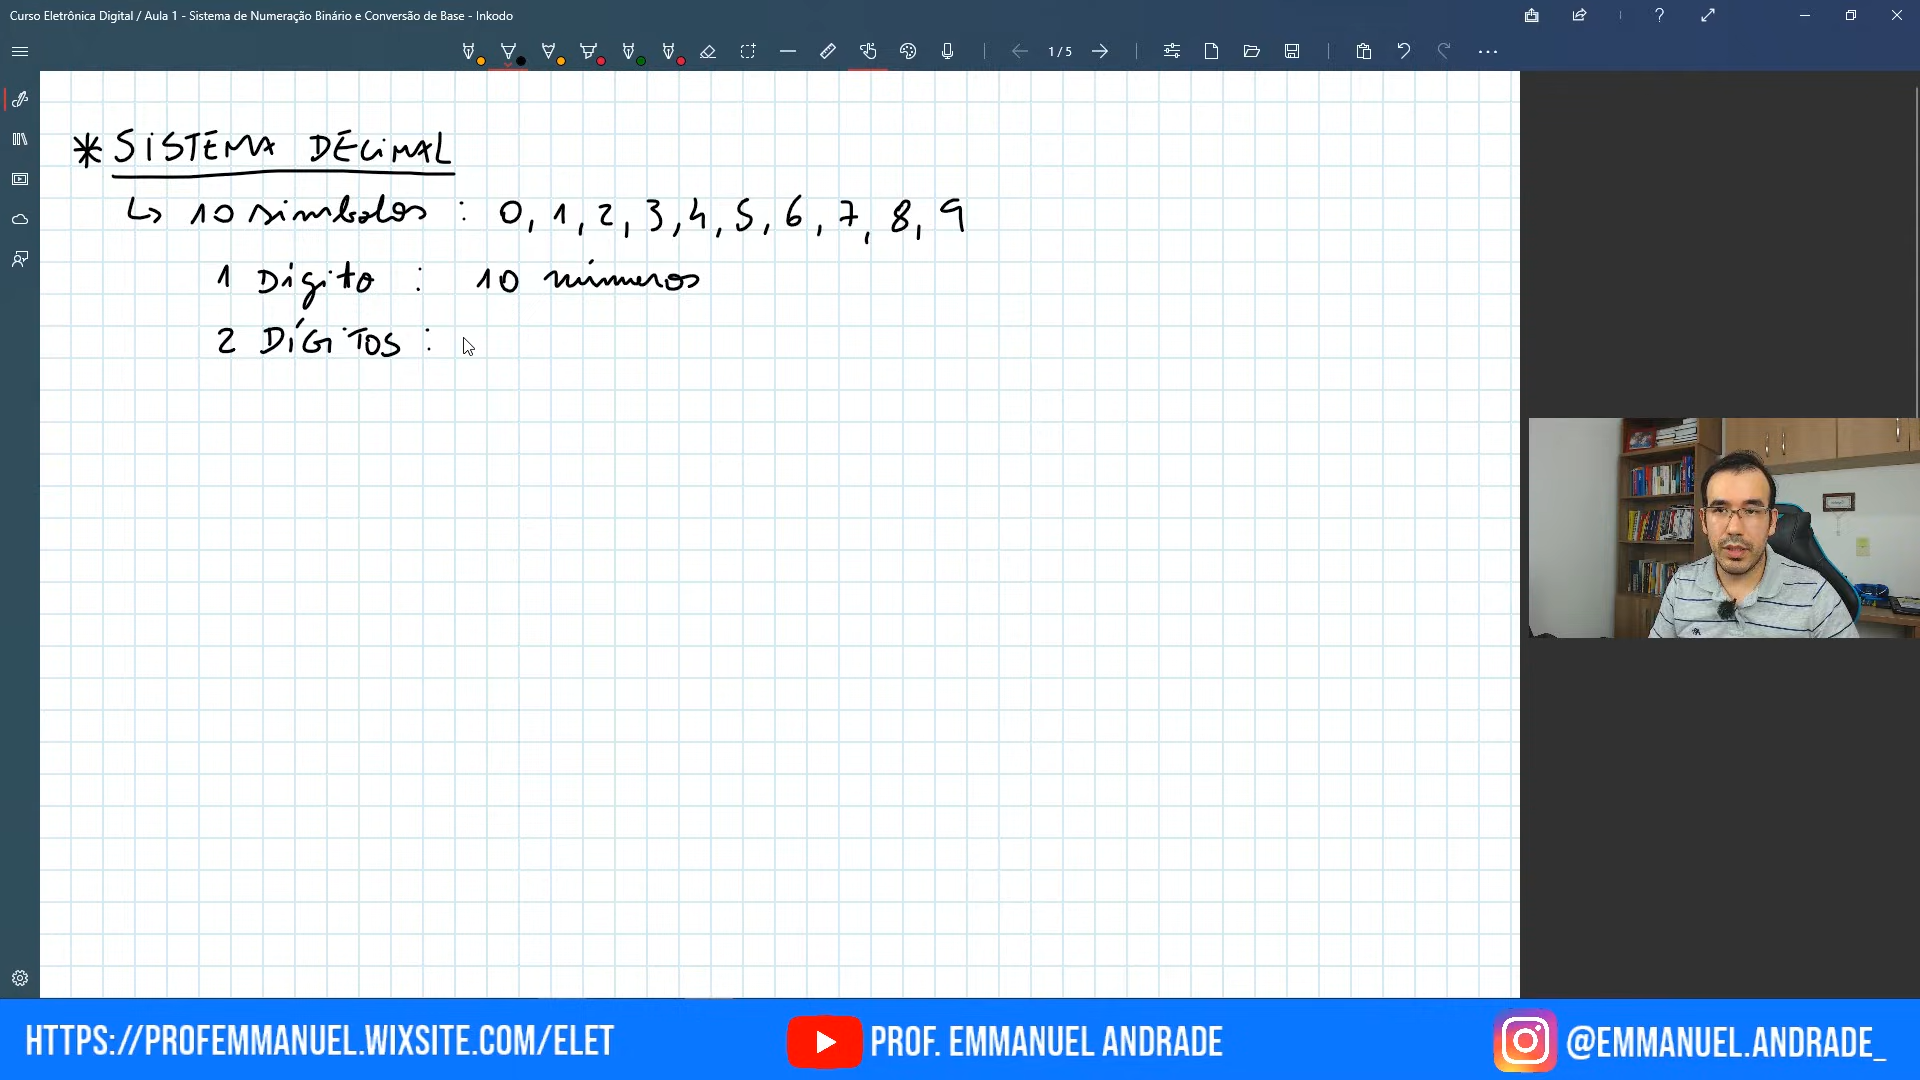 Curso Eletrônica Digital / Aula 1 - Sistema de Numeração Binário e Conversão de Base - Inkodo
1 / 5
* SISTEMA DECIMAL
↳ 10 símbolos : 0, 1, 2, 3, 4, 5, 6, 7, 8, 9
1 Dígito : 10 números
2 DÍGITOS :
HTTPS://PROFEMMANUEL.WIXSITE.COM/ELET
PROF. EMMANUEL ANDRADE
@EMMANUEL.ANDRADE_